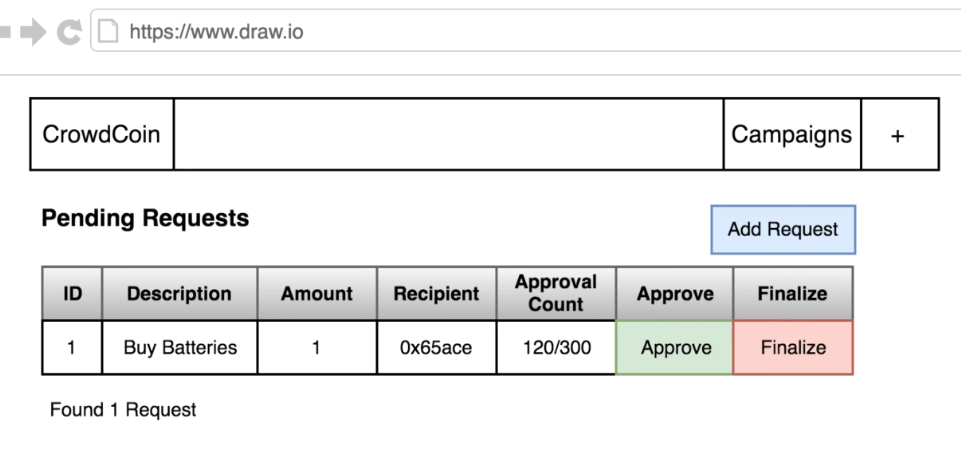 https://www.draw.io
CrowdCoin Campaigns +
Pending Requests
Add Request
ID Description Amount Recipient Approval Count Approve Finalize
1 Buy Batteries 1 0x65ace 120/300 Approve Finalize
Found 1 Request